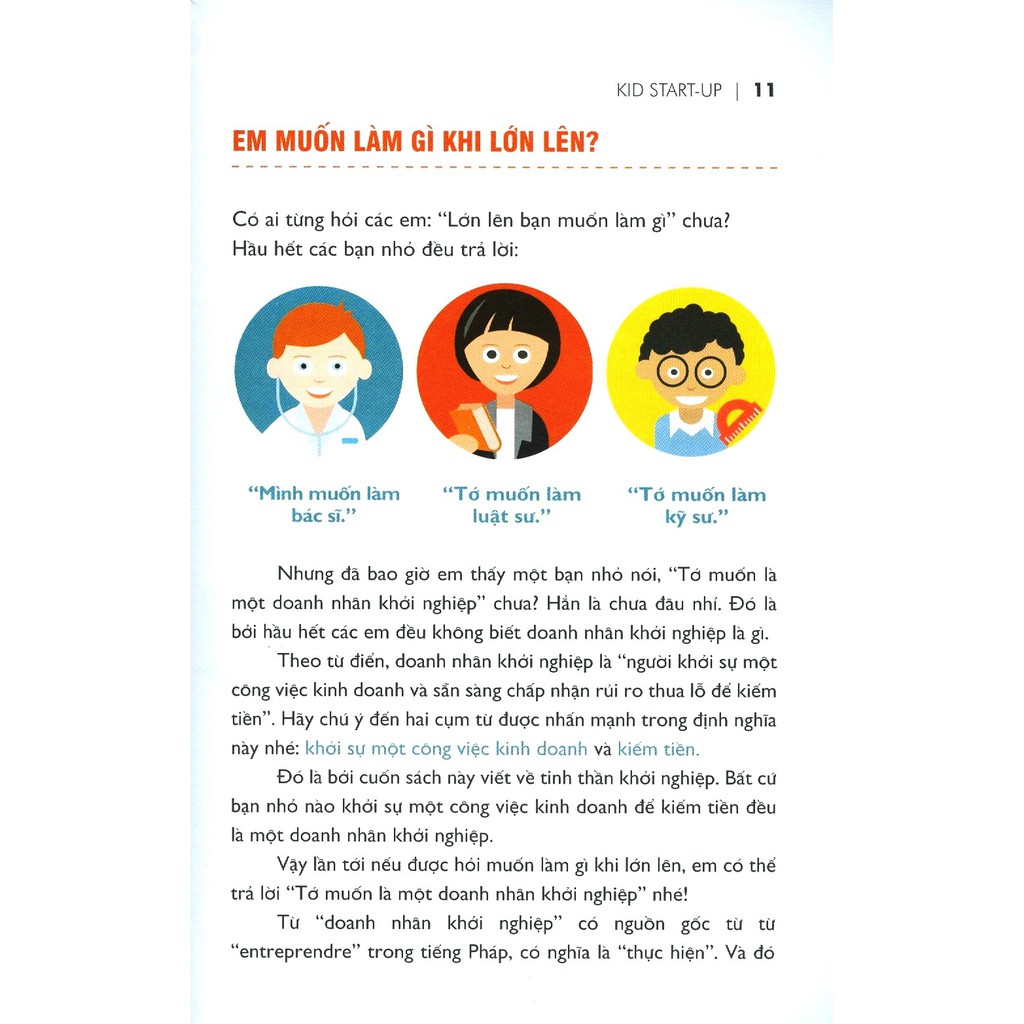 KID START-UP | 11
EM MUỐN LÀM GÌ KHI LỚN LÊN?
Có ai từng hỏi các em: “Lớn lên bạn muốn làm gì” chưa?
Hầu hết các bạn nhỏ đều trả lời:
“Mình muốn làm
bác sĩ.”
“Tớ muốn làm
luật sư.”
“Tớ muốn làm
kỹ sư.”
Nhưng đã bao giờ em thấy một bạn nhỏ nói, “Tớ muốn là
một doanh nhân khởi nghiệp” chưa? Hẳn là chưa đâu nhỉ. Đó là
bởi hầu hết các em đều không biết doanh nhân khởi nghiệp là gì.
Theo từ điển, doanh nhân khởi nghiệp là “người khởi sự một
công việc kinh doanh và sẵn sàng chấp nhận rủi ro thua lỗ để kiếm
tiền”. Hãy chú ý đến hai cụm từ được nhấn mạnh trong định nghĩa
này nhé: khởi sự một công việc kinh doanh và kiếm tiền.
Đó là bởi cuốn sách này viết về tinh thần khởi nghiệp. Bất cứ
bạn nhỏ nào khởi sự một công việc kinh doanh để kiếm tiền đều
là một doanh nhân khởi nghiệp.
Vậy lần tới nếu được hỏi muốn làm gì khi lớn lên, em có thể
trả lời “Tớ muốn là một doanh nhân khởi nghiệp” nhé!
Từ “doanh nhân khởi nghiệp” có nguồn gốc từ từ
“entreprendre” trong tiếng Pháp, có nghĩa là “thực hiện”. Và đó